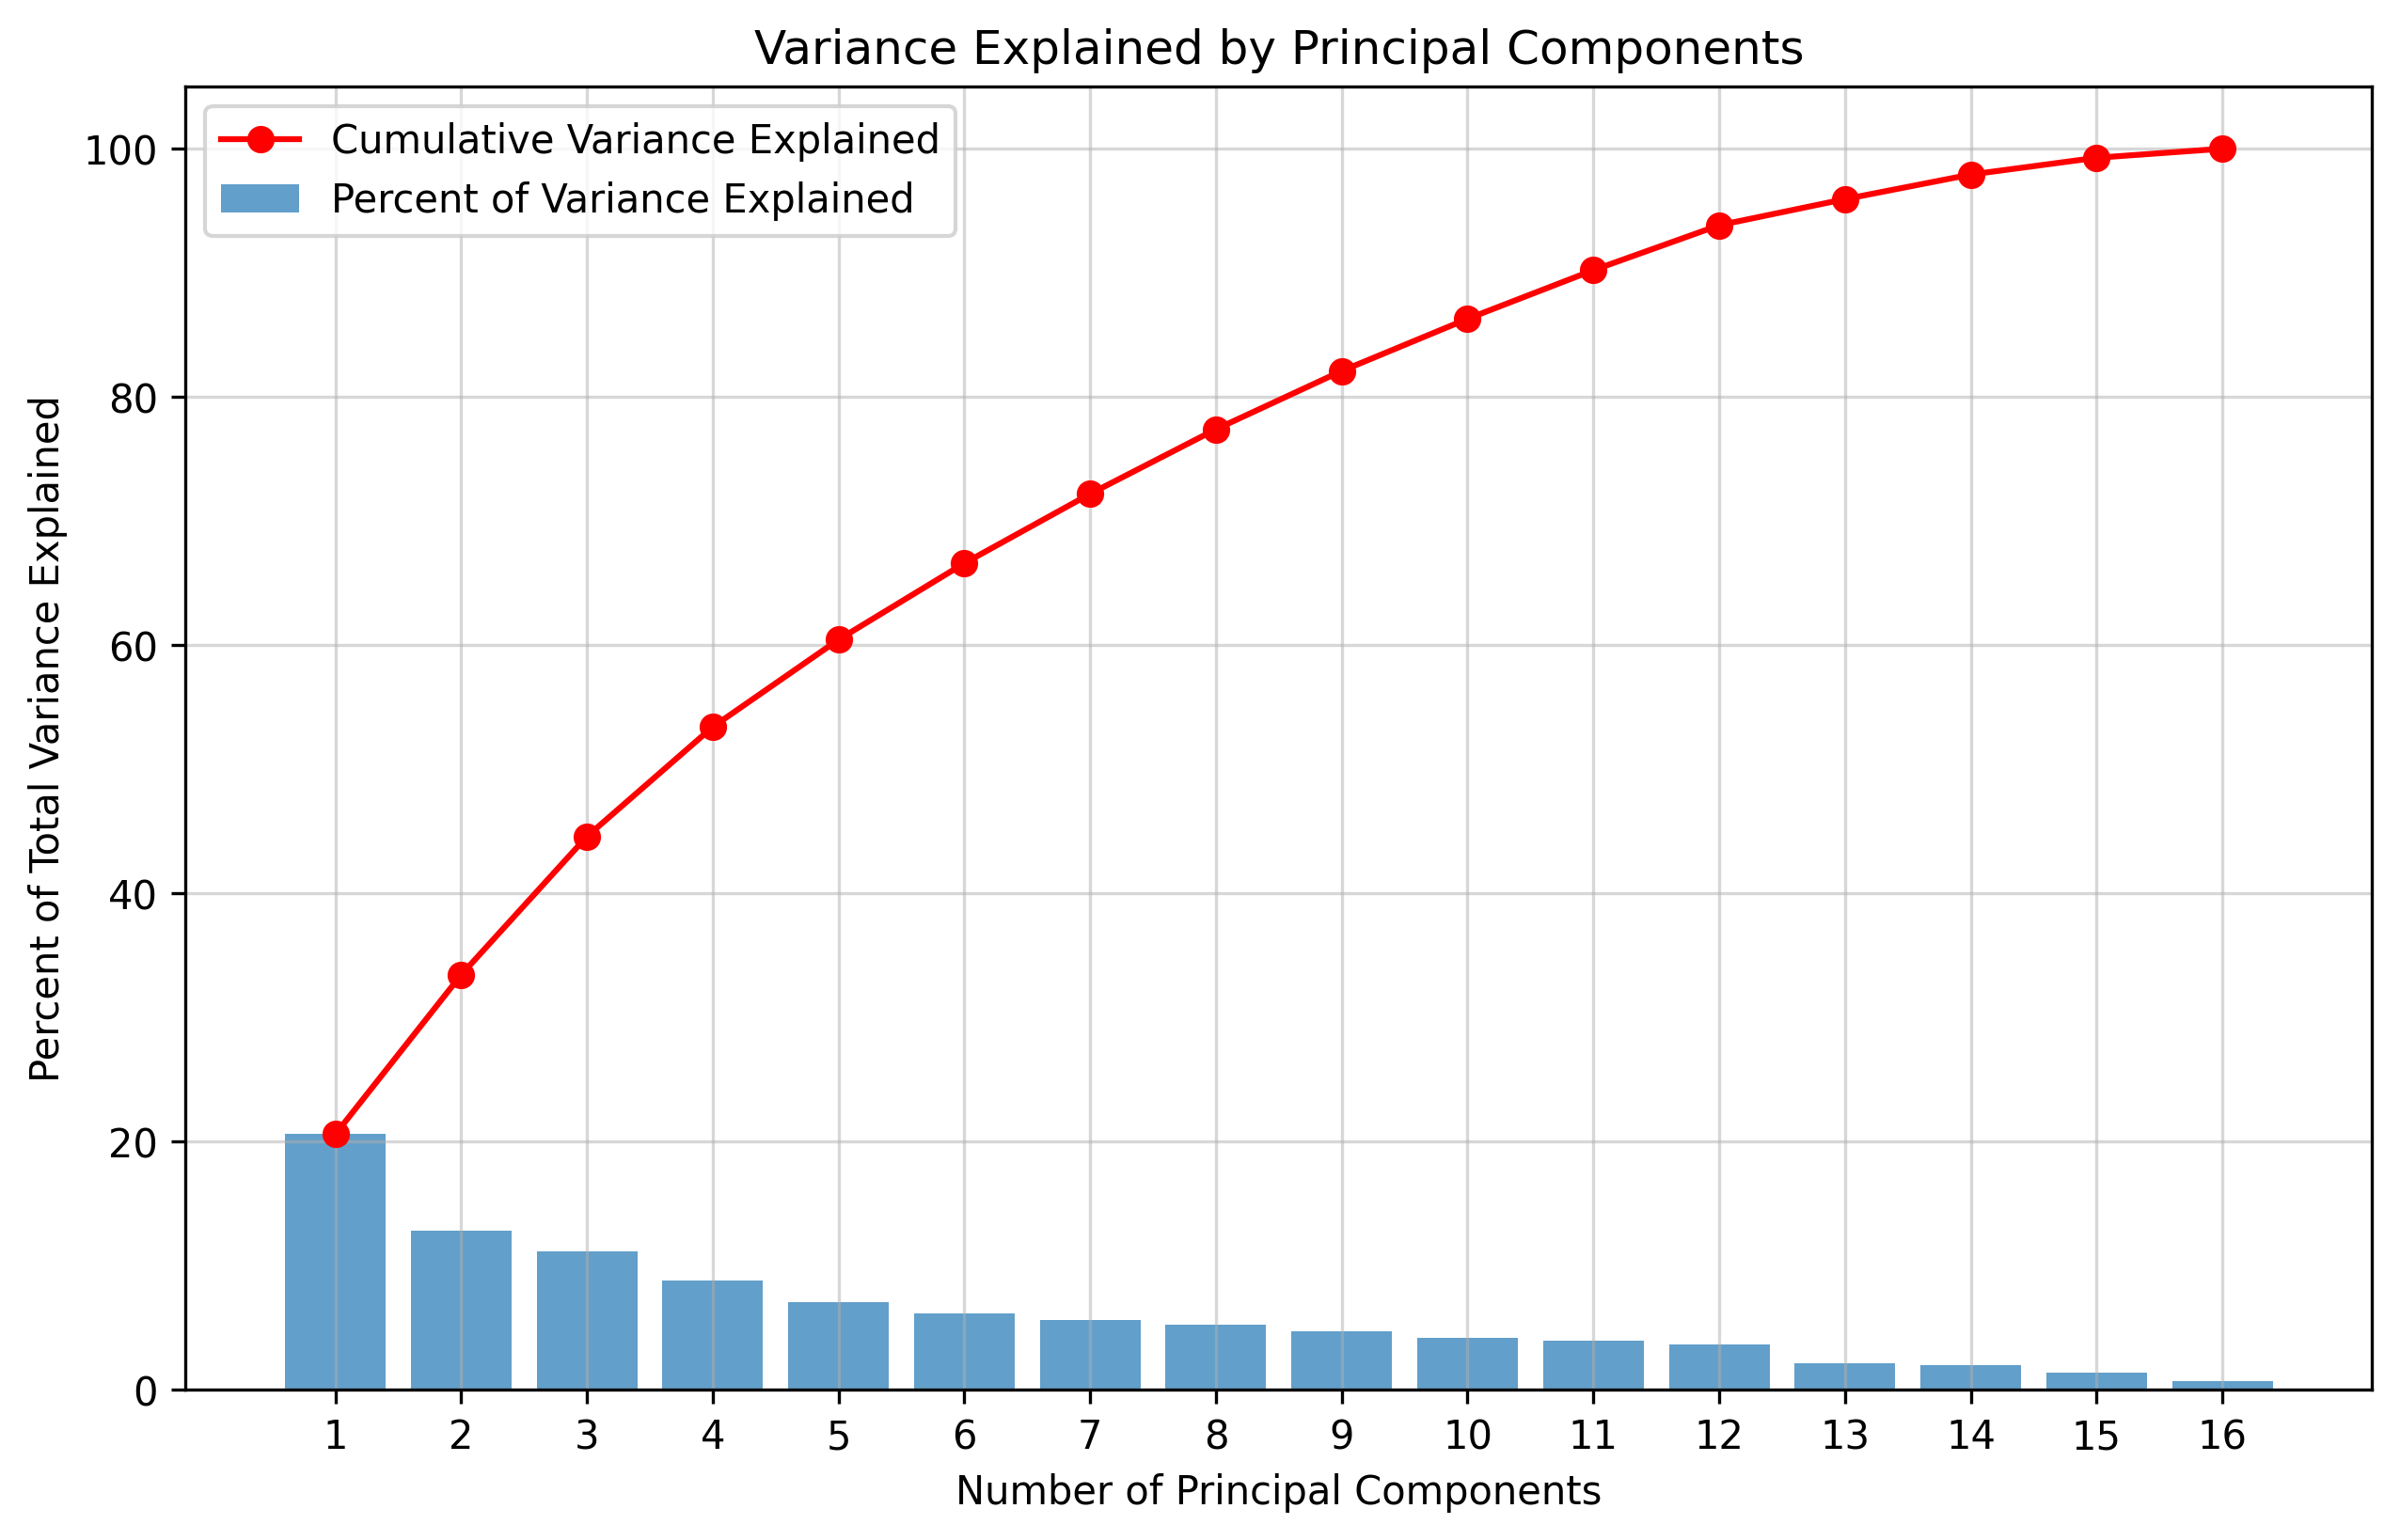 Variance Explained by Principal Components
Cumulative Variance Explained
Percent of Variance Explained
Percent of Total Variance Explained
100
80
60
40
20
0
1 2 3 4 5 6 7 8 9 10 11 12 13 14 15 16
Number of Principal Components